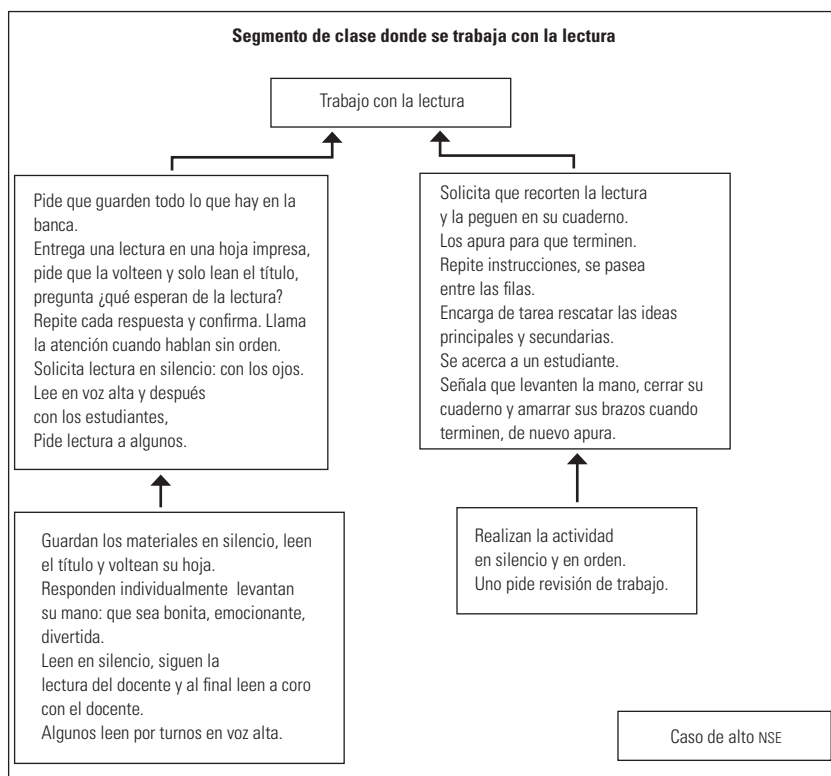 Segmento de clase donde se trabaja con la lectura
Trabajo con la lectura
Pide que guarden todo lo que hay en la
banca.
Entrega una lectura en una hoja impresa,
pide que la volteen y solo lean el título,
pregunta ¿qué esperan de la lectura?
Repite cada respuesta y confirma. Llama
la atención cuando hablan sin orden.
Solicita lectura en silencio: con los ojos.
Lee en voz alta y después
con los estudiantes,
Pide lectura a algunos.
Solicita que recorten la lectura
y la peguen en su cuaderno.
Los apura para que terminen.
Repite instrucciones, se pasea
entre las filas.
Encarga de tarea rescatar las ideas
principales y secundarias.
Se acerca a un estudiante.
Señala que levanten la mano, cerrar su
cuaderno y amarrar sus brazos cuando
terminen, de nuevo apura.
Guardan los materiales en silencio, leen
el título y voltean su hoja.
Responden individualmente levantan
su mano: que sea bonita, emocionante,
divertida.
Leen en silencio, siguen la
lectura del docente y al final leen a coro
con el docente.
Algunos leen por turnos en voz alta.
Realizan la actividad
en silencio y en orden.
Uno pide revisión de trabajo.
Caso de alto NSE